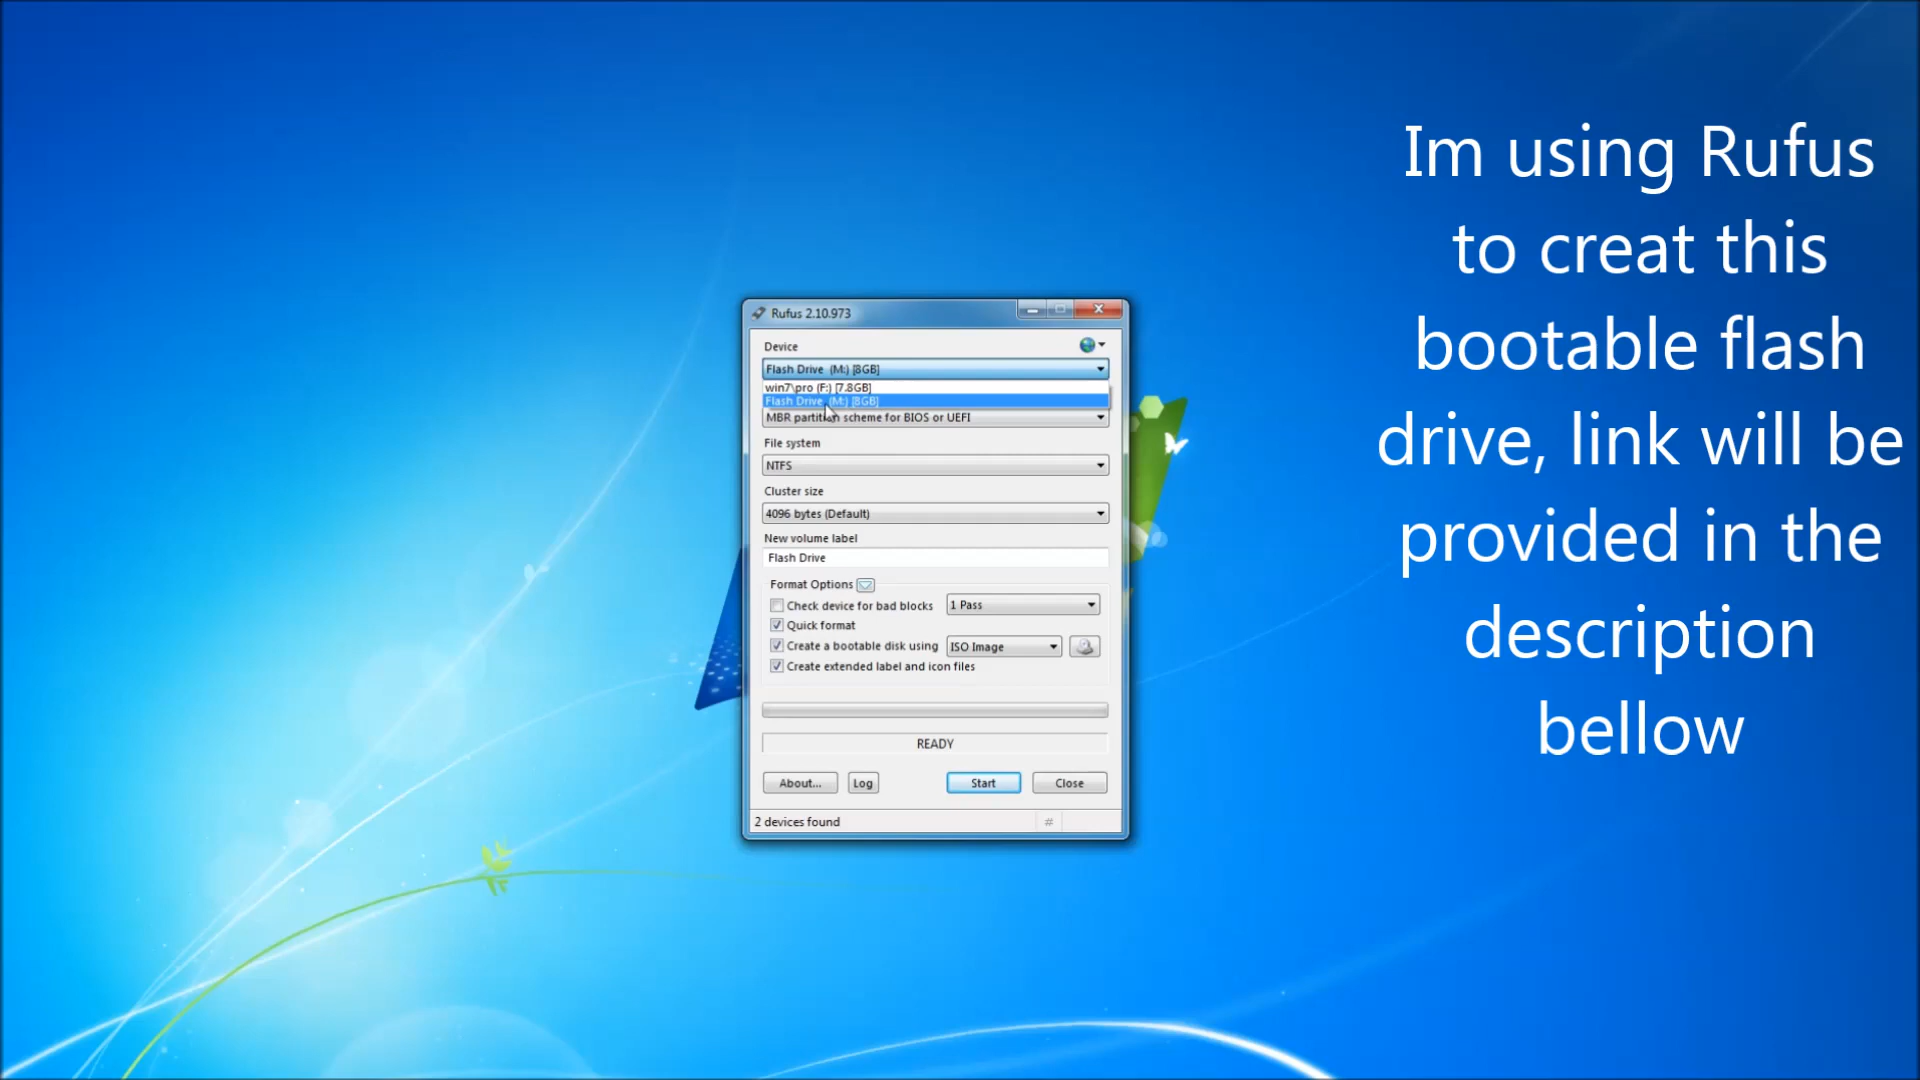 Im using Rufus
to creat this
bootable flash
drive, link will be
provided in the
description
bellow
Rufus 2.10.973
Device
Flash Drive (M:) [8GB]
win7\pro (F:) [7.8GB]
Flash Drive (M:) [8GB]
MBR partition scheme for BIOS or UEFI
File system
NTFS
Cluster size
4096 bytes (Default)
New volume label
Flash Drive
Format Options
Check device for bad blocks 1 Pass
Quick format
Create a bootable disk using ISO Image
Create extended label and icon files
READY
About... Log Start Close
2 devices found #